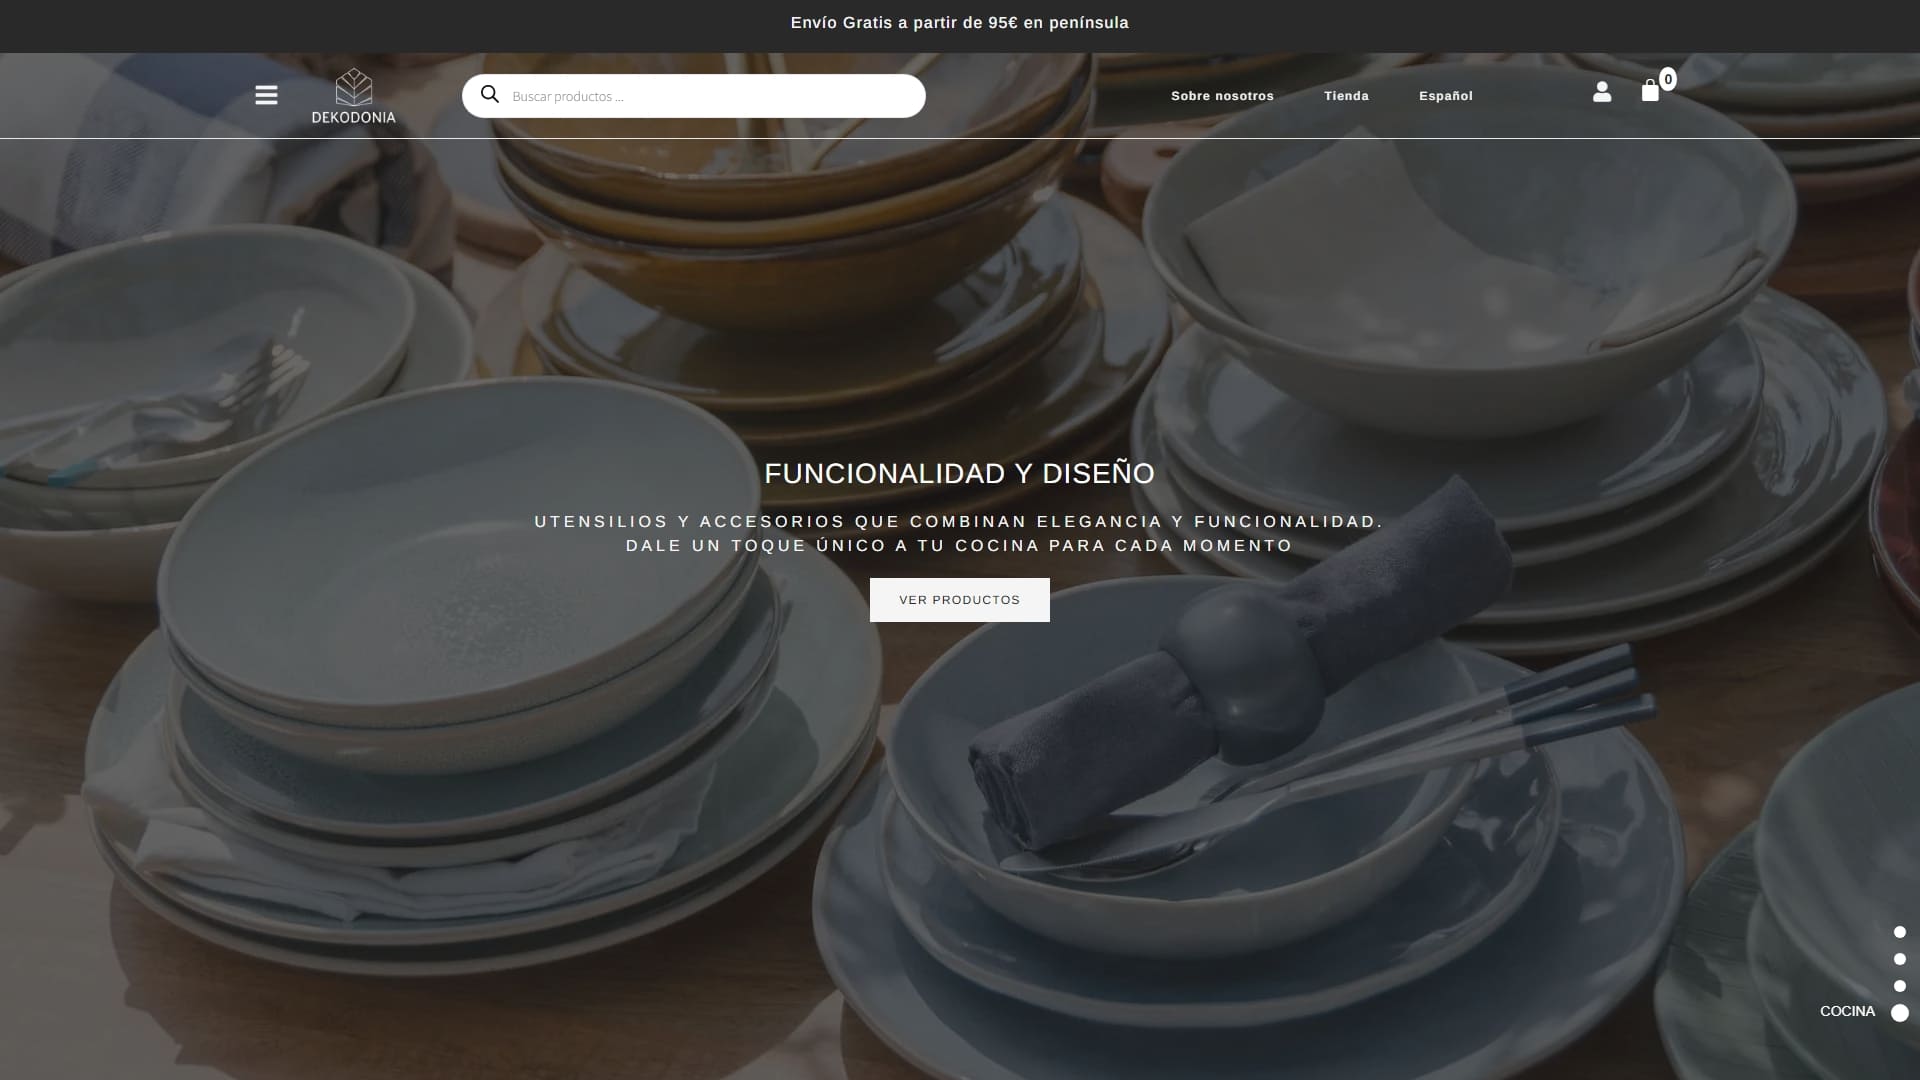 Envío Gratis a partir de 95€ en península
DEKODONIA
Buscar productos ...
Sobre nosotros
Tienda
Español
0
FUNCIONALIDAD Y DISEÑO
UTENSILIOS Y ACCESORIOS QUE COMBINAN ELEGANCIA Y FUNCIONALIDAD.
DALE UN TOQUE ÚNICO A TU COCINA PARA CADA MOMENTO
VER PRODUCTOS
COCINA